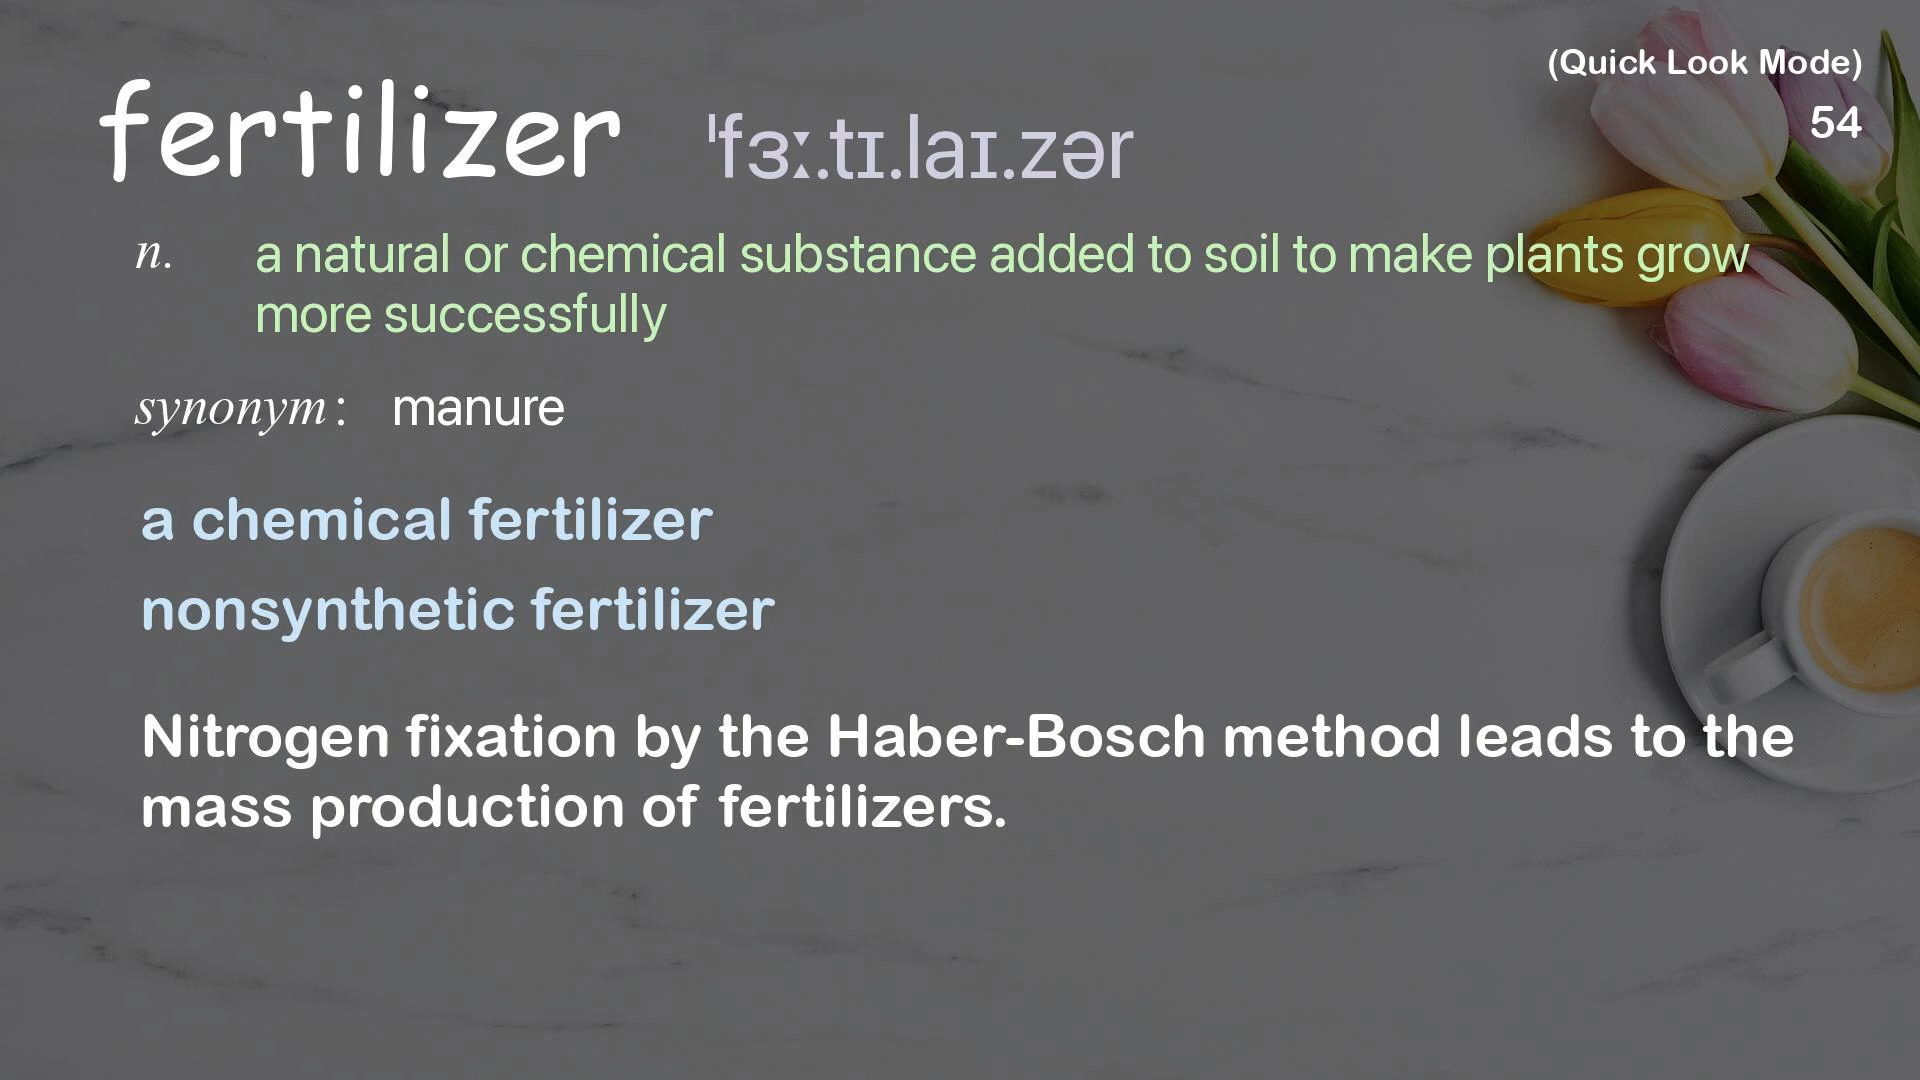 (Quick Look Mode)
54
fertilizer ˈfɜː.tɪ.laɪ.zər
n. a natural or chemical substance added to soil to make plants grow
more successfully
synonym: manure
a chemical fertilizer
nonsynthetic fertilizer
Nitrogen fixation by the Haber-Bosch method leads to the
mass production of fertilizers.